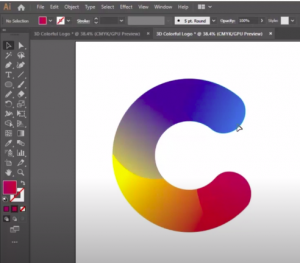 Ai File Edit Object Type Select Effect View Window Help
No Selection Stroke: 5 pt. Round Opacity: 100% Style:
3D Colorful Logo * @ 38.4% (CMYK/GPU Preview) 3D Colorful Logo * @ 38.4% (CMYK/GPU Preview)